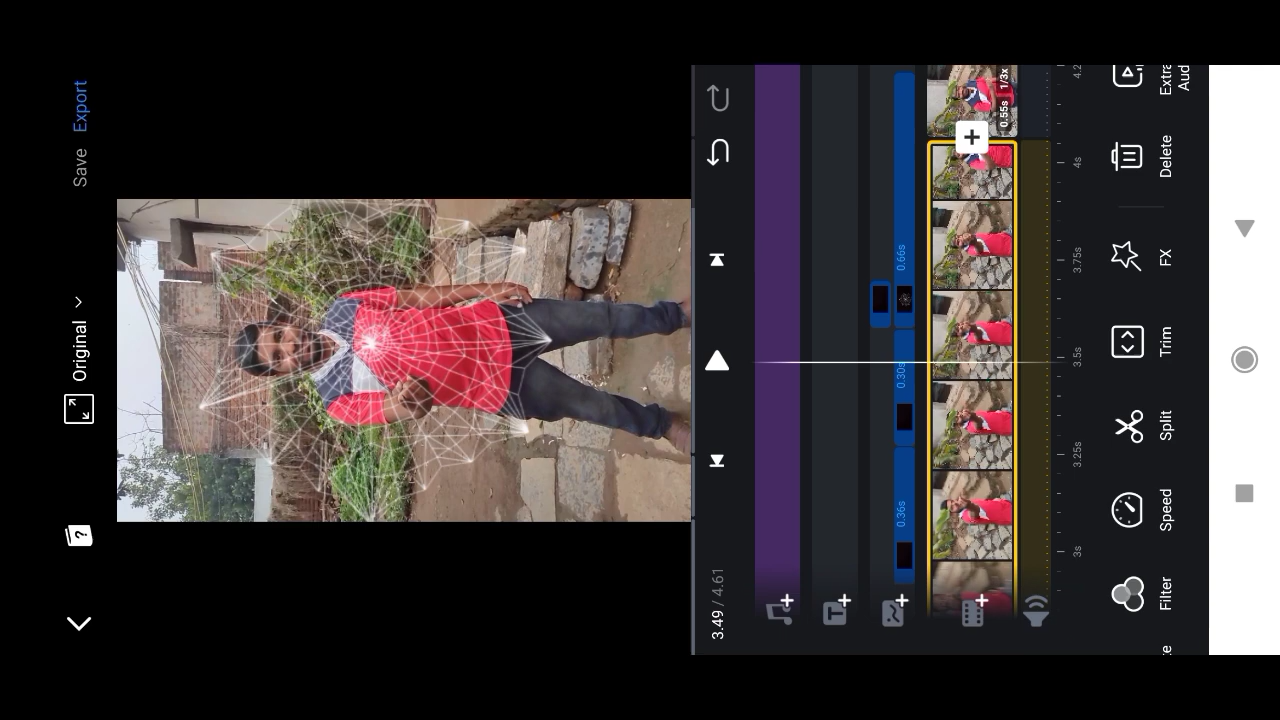 Original
Save Export
3.49 / 4.61
0.36s 0.30s 0.66s
0.55s 1/3x
3s 3.25s 3.5s 3.75s 4s 4.2
Filter Speed Split Trim FX Delete Extra
Aud